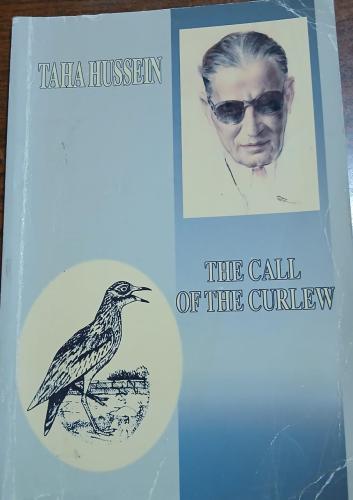 TAHA HUSSEIN
THE CALL
OF THE CURLEW